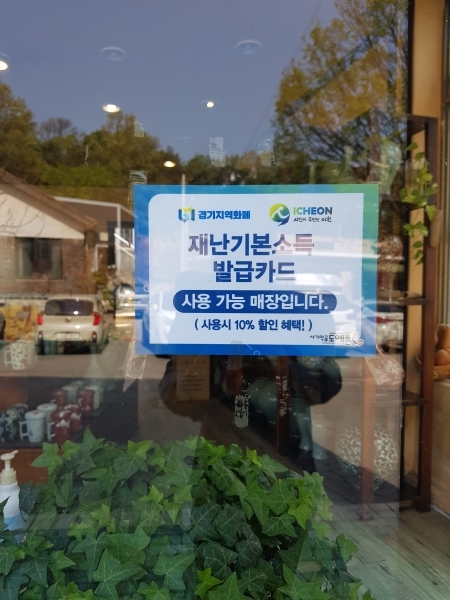 경기지역화폐
ICHEON
재난기본소득
발급카드
사용 가능 매장입니다.
( 사용시 10% 할인 혜택! )